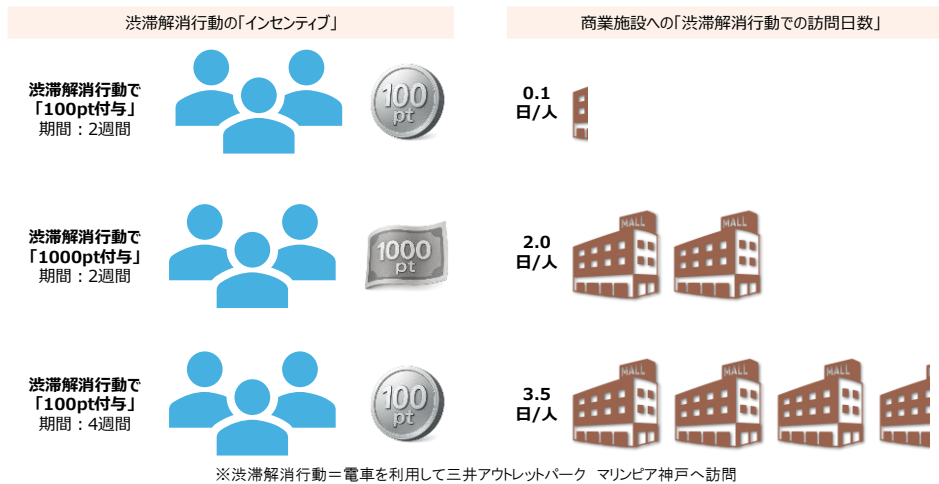 渋滞解消行動の「インセンティブ」
商業施設への「渋滞解消行動での訪問日数」
渋滞解消行動で
「100pt付与」
期間：2週間
100
pt
0.1
日/人
渋滞解消行動で
「1000pt付与」
期間：2週間
1000
pt
2.0
日/人
MALL
MALL
渋滞解消行動で
「100pt付与」
期間：4週間
100
pt
3.5
日/人
MALL
MALL
MALL
※渋滞解消行動＝電車を利用して三井アウトレットパーク マリンピア神戸へ訪問